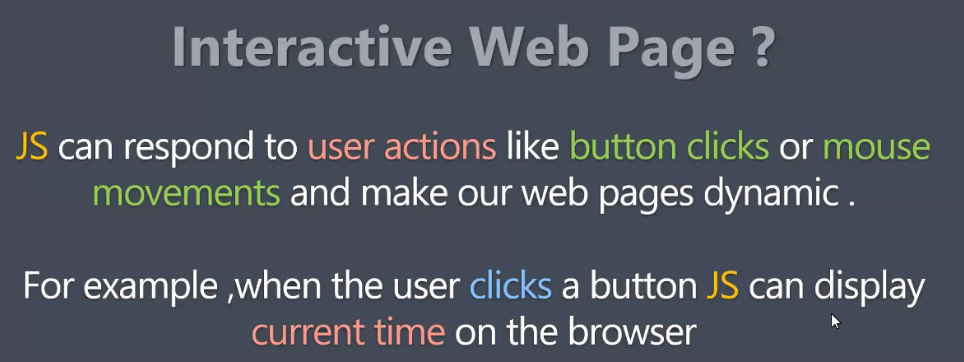 Interactive Web Page ?
JS can respond to user actions like button clicks or mouse
movements and make our web pages dynamic .
For example ,when the user clicks a button JS can display
current time on the browser